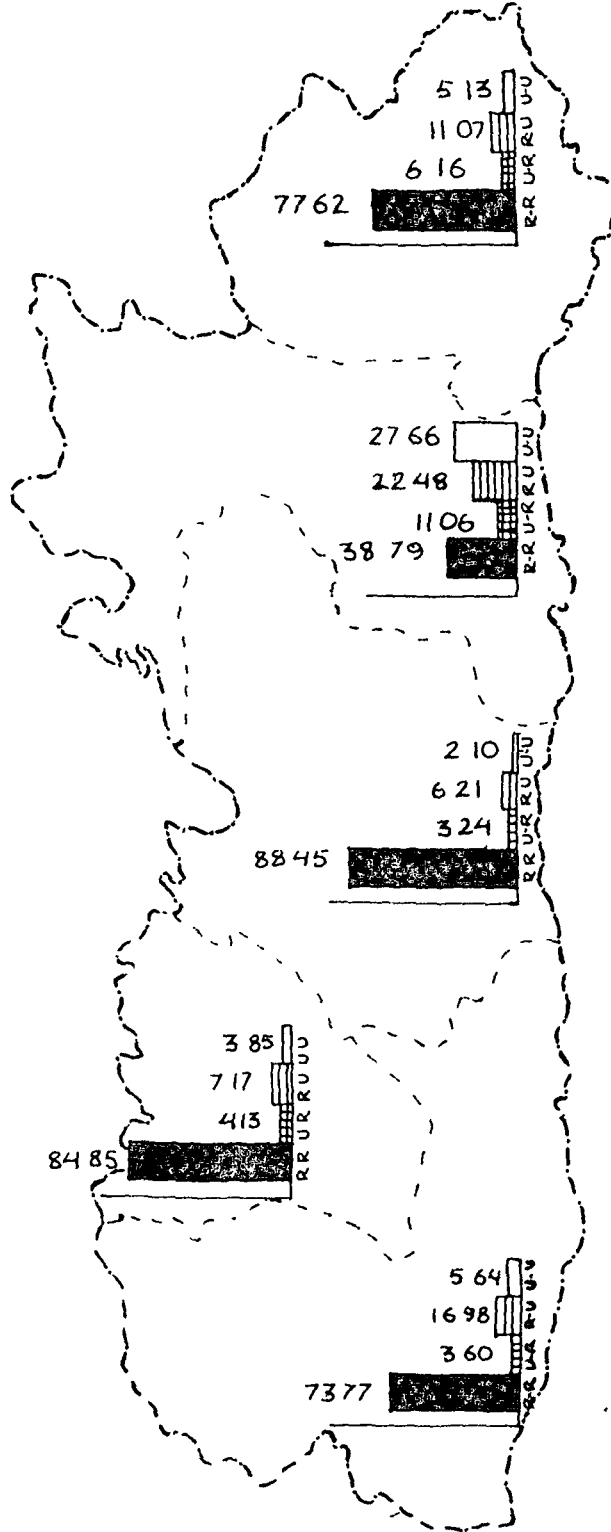 5 13 U-U
11 07 R U
6 16 U-R
77 62 R-R
27 66 U-U
22 48 R U
11 06 U-R
38 79 R-R
2 10 U-U
6 21 R U
3 24 U-R
88 45 R R
3 85 U U
7 17 R U
4 13 U R
84 85 R R
5 64 U-U
16 98 R-U
3 60 U-R
73 77 R-R